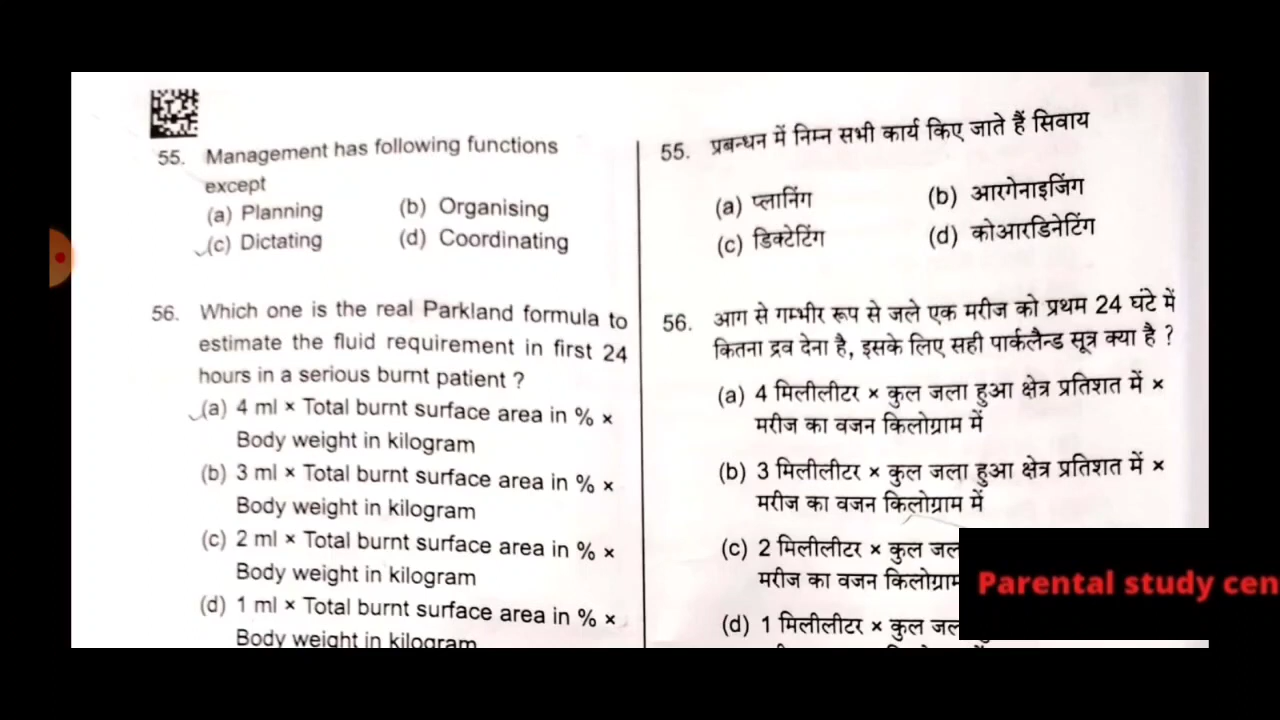 55. Management has following functions
except
(a) Planning (b) Organising
(c) Dictating (d) Coordinating
56. Which one is the real Parkland formula to
estimate the fluid requirement in first 24
hours in a serious burnt patient ?
(a) 4 ml × Total burnt surface area in % ×
Body weight in kilogram
(b) 3 ml × Total burnt surface area in % ×
Body weight in kilogram
(c) 2 ml × Total burnt surface area in % ×
Body weight in kilogram
(d) 1 ml × Total burnt surface area in % ×
Body weight in kilogram
55. प्रबन्धन में निम्न सभी कार्य किए जाते हैं सिवाय
(a) प्लानिंग (b) आरगेनाइजिंग
(c) डिक्टेटिंग (d) कोआरडिनेटिंग
56. आग से गम्भीर रूप से जले एक मरीज को प्रथम 24 घंटे में
कितना द्रव देना है, इसके लिए सही पार्कलैन्ड सूत्र क्या है ?
(a) 4 मिलीलीटर × कुल जला हुआ क्षेत्र प्रतिशत में ×
मरीज का वजन किलोग्राम में
(b) 3 मिलीलीटर × कुल जला हुआ क्षेत्र प्रतिशत में ×
मरीज का वजन किलोग्राम में
(c) 2 मिलीलीटर × कुल जल
मरीज का वजन किलोग्राम
(d) 1 मिलीलीटर × कुल जल
Parental study cen